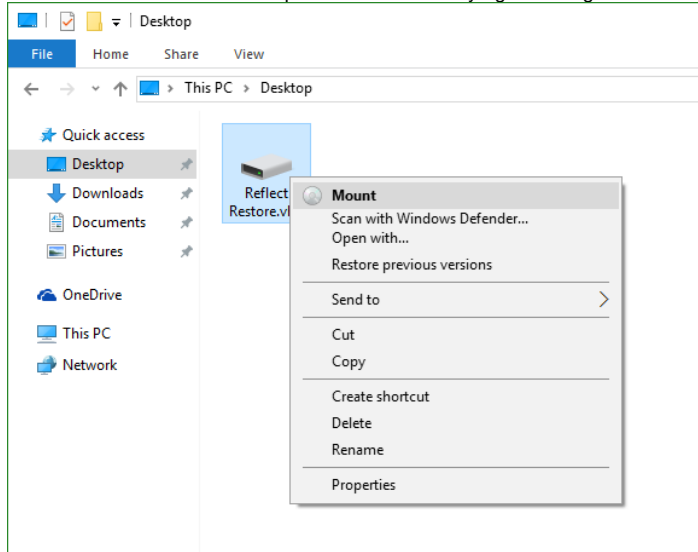 Desktop
File Home Share View
This PC > Desktop
Quick access
Desktop
Downloads
Documents
Pictures
OneDrive
This PC
Network
Reflect
Mount
Scan with Windows Defender...
Open with...
Restore previous versions
Send to
Cut
Copy
Create shortcut
Delete
Rename
Properties